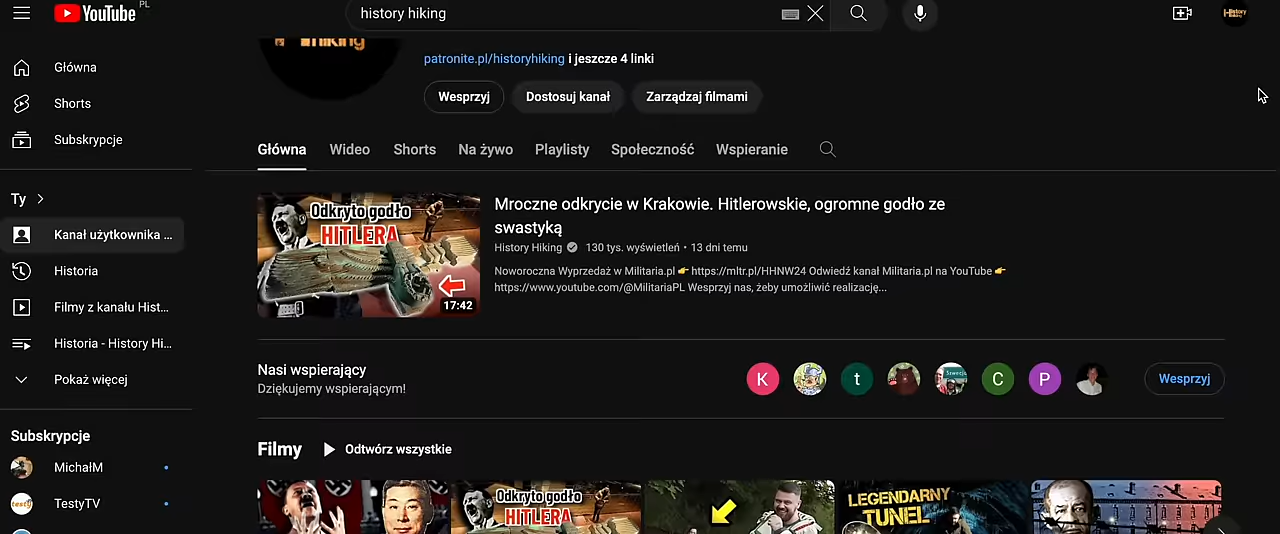 YouTube PL
history hiking
Główna
Shorts
Subskrypcje
Ty
Kanał użytkownika ...
Historia
Filmy z kanału Hist...
Historia - History Hi...
Pokaż więcej
Subskrypcje
MichałM
TestyTV
hiking
patronite.pl/historyhiking i jeszcze 4 linki
Wesprzyj
Dostosuj kanał
Zarządzaj filmami
Główna
Wideo
Shorts
Na żywo
Playlisty
Społeczność
Wspieranie
Odkryto godło
HITLERA
17:42
Mroczne odkrycie w Krakowie. Hitlerowskie, ogromne godło ze
swastyką
History Hiking 130 tys. wyświetleń • 13 dni temu
Noworoczna Wyprzedaż w Militaria.pl 👉 https://mltr.pl/HHNW24 Odwiedź kanał Militaria.pl na YouTube 👉
https://www.youtube.com/@MilitariaPL Wesprzyj nas, żeby umożliwić realizację...
Nasi wspierający
Dziękujemy wspierającym!
K
t
C
P
Wesprzyj
Filmy
Odtwórz wszystkie
Odkryto godło
HITLERA
LEGENDARNY
TUNEL